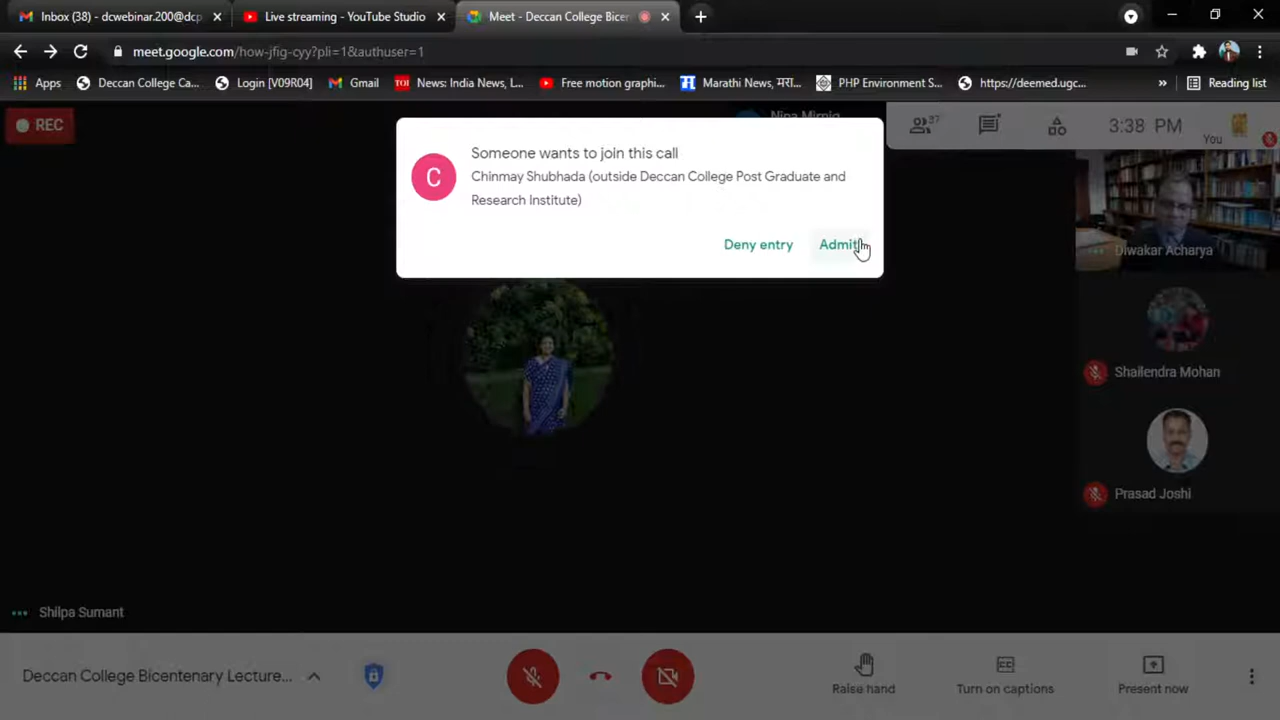 Inbox (38) - dcwebinar.200@dcp
Live streaming - YouTube Studio
Meet - Deccan College Bicen
meet.google.com/how-jfig-cyy?pli=1&authuser=1
Apps
Deccan College Ca...
Login [V09R04]
Gmail
TOI
News: India News, L...
Free motion graphi...
Marathi News, मरा...
PHP Environment S...
https://deemed.ugc...
»
Reading list
REC
Nina Mirnig
37
3:38 PM
You
Someone wants to join this call
C
Chinmay Shubhada (outside Deccan College Post Graduate and
Research Institute)
Deny entry
Admit
Diwakar Acharya
Shailendra Mohan
Prasad Joshi
Shilpa Sumant
Deccan College Bicentenary Lecture...
Raise hand
Turn on captions
Present now